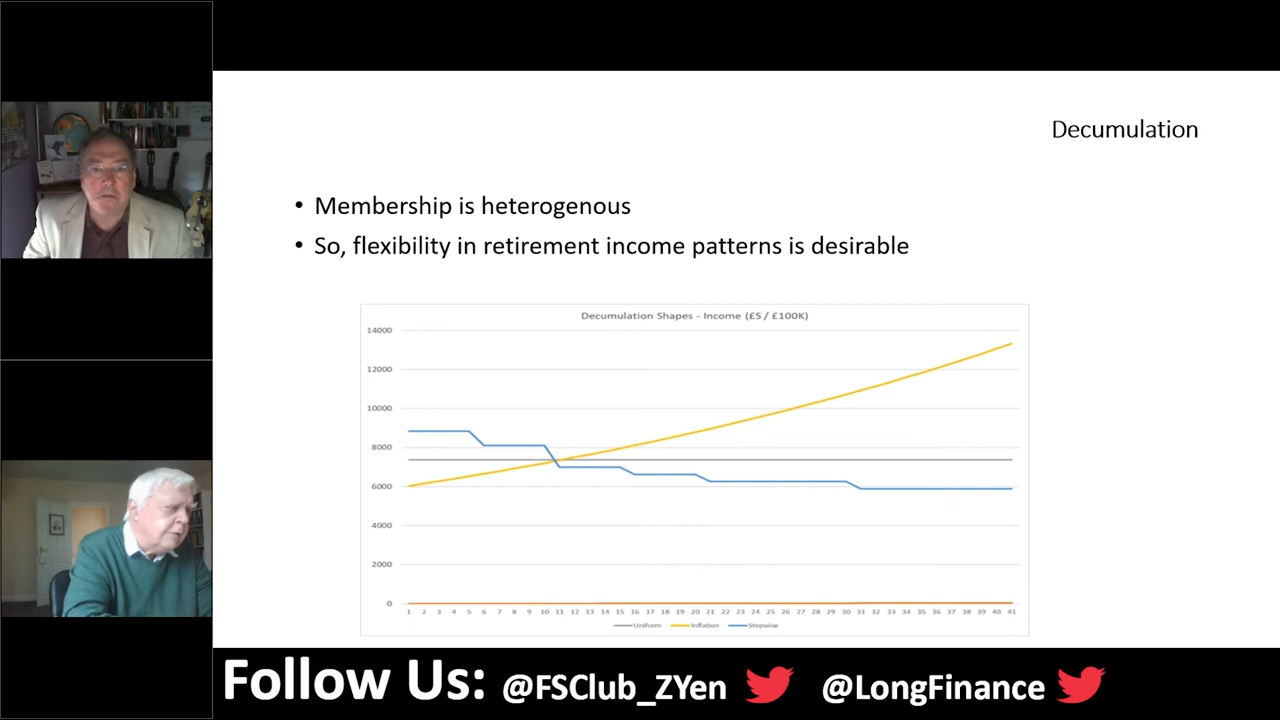 Decumulation
• Membership is heterogenous
• So, flexibility in retirement income patterns is desirable
Decumulation Shapes - Income (£S / £100K)
14000
12000
10000
8000
6000
4000
2000
0
1 2 3 4 5 6 7 8 9 10 11 12 13 14 15 16 17 18 19 20 21 22 23 24 25 26 27 28 29 30 31 32 33 34 35 36 37 38 39 40 41
Uniform Inflation Stepwise
Follow Us: @FSClub_ZYen @LongFinance